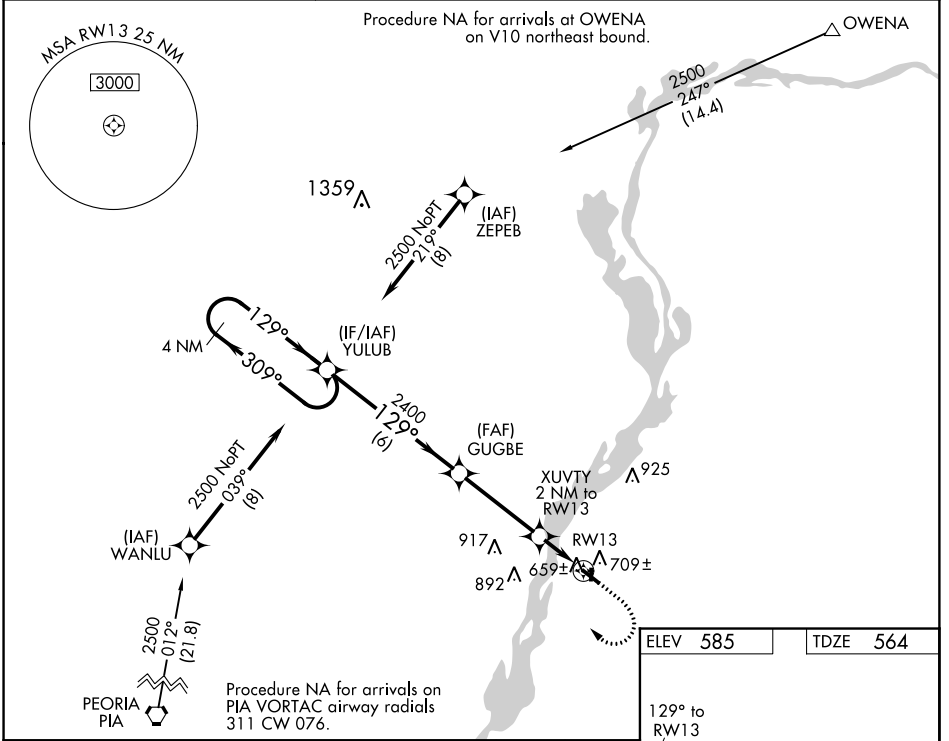 Procedure NA for arrivals at OWENA
on V10 northeast bound.
OWENA
MSA RW13 25 NM
3000
2500
247°
(14.4)
1359
(IAF)
ZEPEB
2500 NoPT
219°
(8)
129°
4 NM
309°
(IF/IAF)
YULUB
2400
129°
(6)
(FAF)
GUGBE
2500 NoPT
039°
(8)
XUVTY
2 NM to
RW13
925
(IAF)
WANLU
917
RW13
892
659±
709±
2500
012°
(21.8)
PEORIA
PIA
Procedure NA for arrivals on
PIA VORTAC airway radials
311 CW 076.
ELEV 585
TDZE 564
129° to
RW13